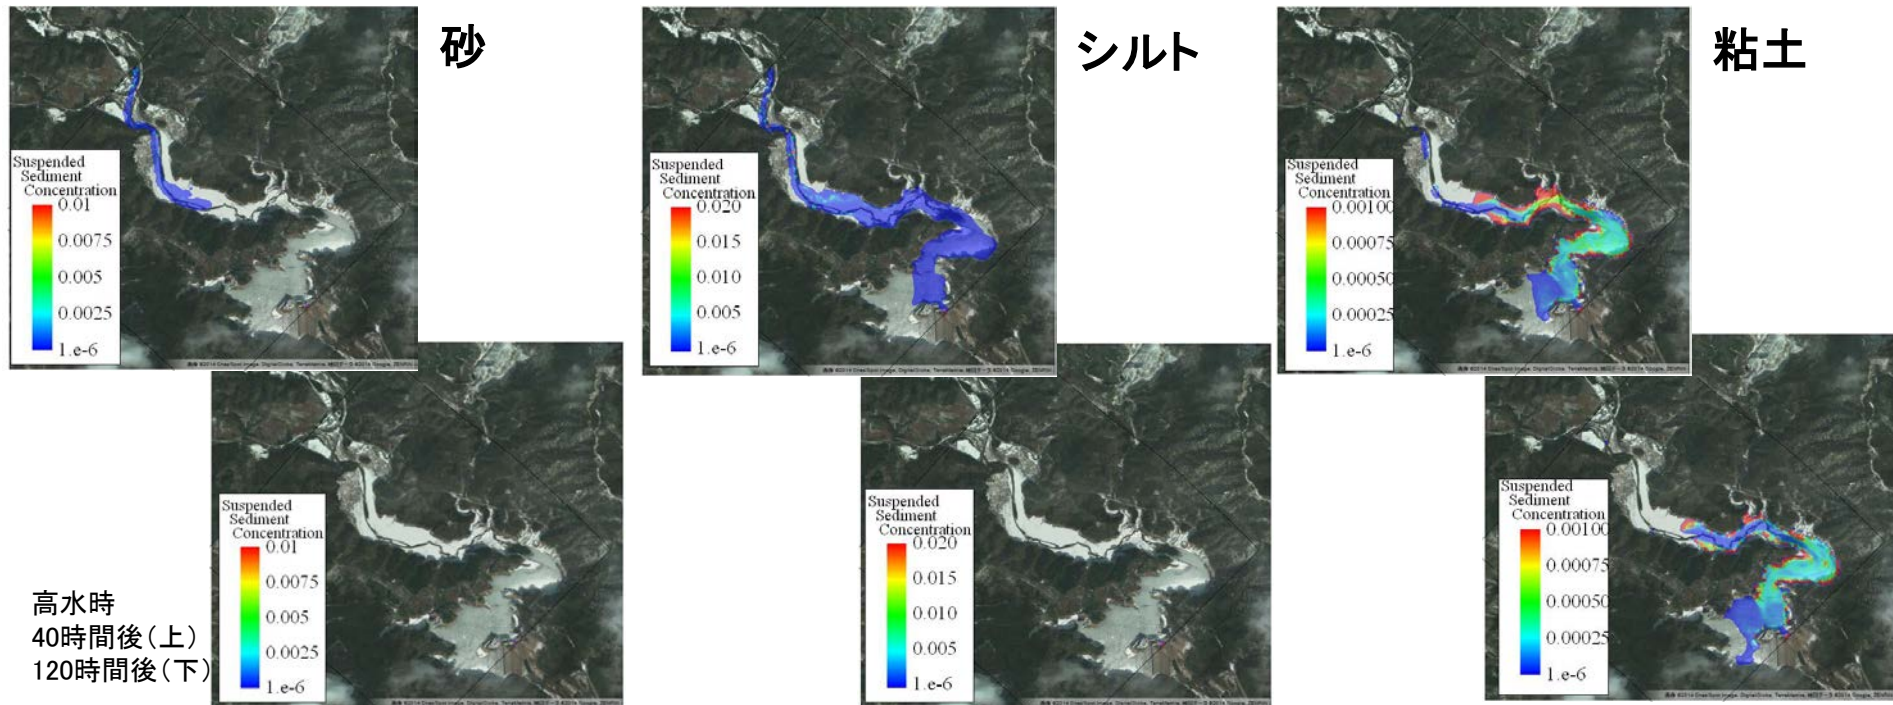 砂
Suspended
Sediment
Concentration
0.01
0.0075
0.005
0.0025
1.e-6
シルト
Suspended
Sediment
Concentration
0.020
0.015
0.010
0.005
1.e-6
粘土
Suspended
Sediment
Concentration
0.00100
0.00075
0.00050
0.00025
1.e-6
高水時
40時間後(上)
120時間後(下)
Suspended
Sediment
Concentration
0.01
0.0075
0.005
0.0025
1.e-6
Suspended
Sediment
Concentration
0.020
0.015
0.010
0.005
1.e-6
Suspended
Sediment
Concentration
0.00100
0.00075
0.00050
0.00025
1.e-6